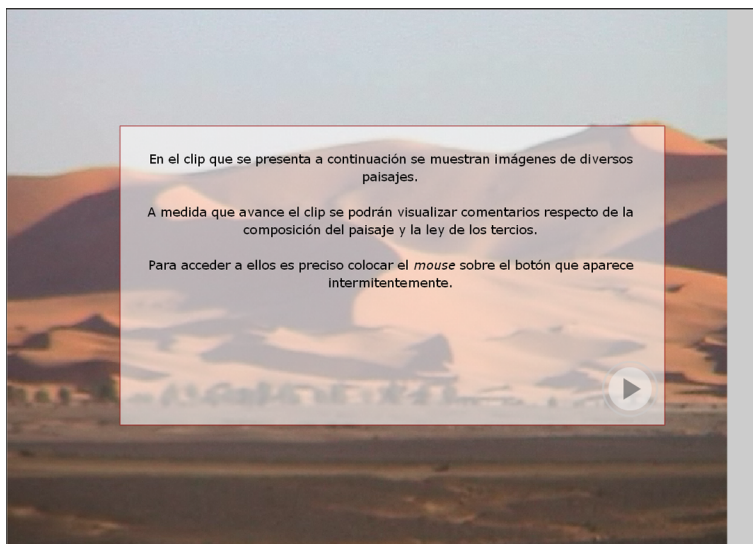 En el clip que se presenta a continuación se muestran imágenes de diversos
paisajes.
A medida que avance el clip se podrán visualizar comentarios respecto de la
composición del paisaje y la ley de los tercios.
Para acceder a ellos es preciso colocar el mouse sobre el botón que aparece
intermitentemente.